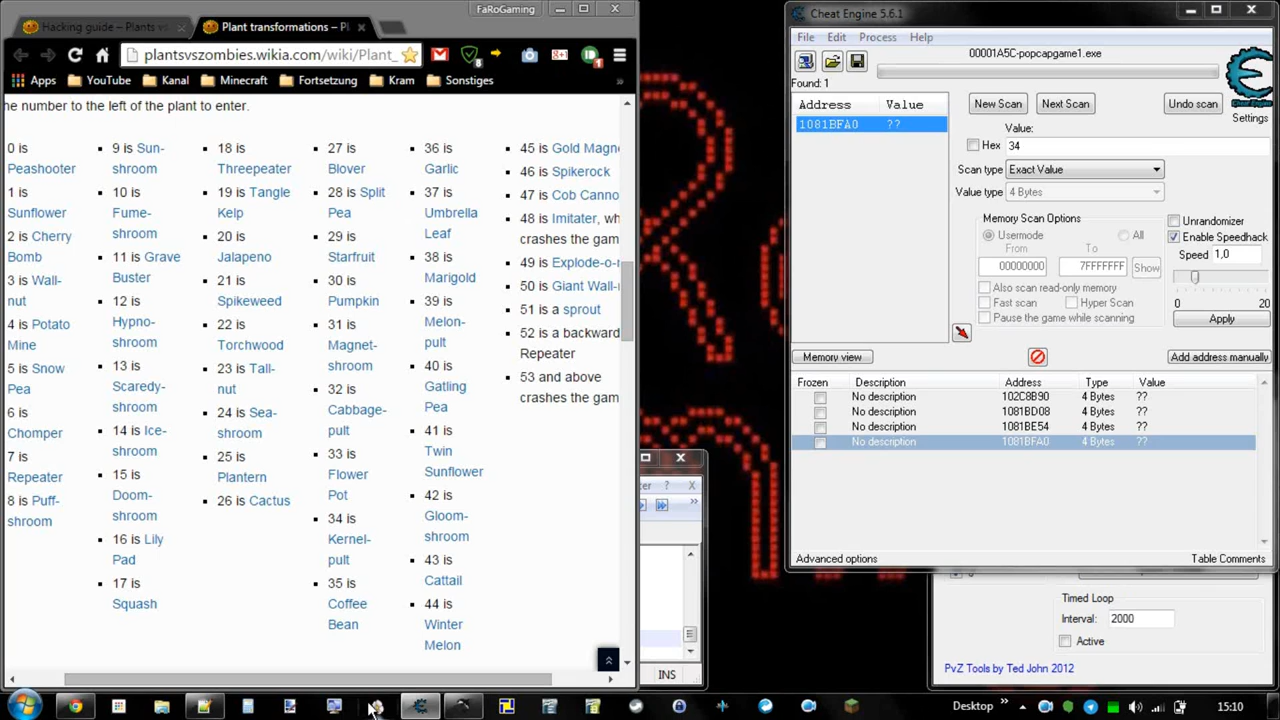 FaRoGaming
Hacking guide – Plants v
Plant transformations – Pl
plantsvszombies.wikia.com/wiki/Plant_
Apps
YouTube
Kanal
Minecraft
Fortsetzung
Kram
Sonstiges
»
he number to the left of the plant to enter.
0 is
Peashooter
1 is
Sunflower
2 is Cherry
Bomb
3 is Wall-
nut
4 is Potato
Mine
5 is Snow
Pea
6 is
Chomper
7 is
Repeater
8 is Puff-
shroom
9 is Sun-
shroom
10 is
Fume-
shroom
11 is Grave
Buster
12 is
Hypno-
shroom
13 is
Scaredy-
shroom
14 is Ice-
shroom
15 is
Doom-
shroom
16 is Lily
Pad
17 is
Squash
18 is
Threepeater
19 is Tangle
Kelp
20 is
Jalapeno
21 is
Spikeweed
22 is
Torchwood
23 is Tall-
nut
24 is Sea-
shroom
25 is
Plantern
26 is Cactus
27 is
Blover
28 is Split
Pea
29 is
Starfruit
30 is
Pumpkin
31 is
Magnet-
shroom
32 is
Cabbage-
pult
33 is
Flower
Pot
34 is
Kernel-
pult
35 is
Coffee
Bean
36 is
Garlic
37 is
Umbrella
Leaf
38 is
Marigold
39 is
Melon-
pult
40 is
Gatling
Pea
41 is
Twin
Sunflower
42 is
Gloom-
shroom
43 is
Cattail
44 is
Winter
Melon
45 is Gold Magn
46 is Spikerock
47 is Cob Canno
48 is Imitater, wh
crashes the gam
49 is Explode-o-
50 is Giant Wall-
51 is a sprout
52 is a backward
Repeater
53 and above
crashes the gam
Cheat Engine 5.6.1
File Edit Process Help
00001A5C-popcapgame1.exe
Found: 1
Settings
Address Value
1081BFA0 ??
New Scan Next Scan Undo scan
Value:
Hex 34
Scan type Exact Value
Value type 4 Bytes
Memory Scan Options
Usermode All
From To
00000000 7FFFFFFF Show
Also scan read-only memory
Fast scan Hyper Scan
Pause the game while scanning
Unrandomizer
Enable Speedhack
Speed 1,0
0 20
Apply
Memory view
Add address manually
Frozen Description Address Type Value
No description 102C8B90 4 Bytes ??
No description 1081BD08 4 Bytes ??
No description 1081BE54 4 Bytes ??
No description 1081BFA0 4 Bytes ??
Advanced options Table Comments
ter ? X
INS
Timed Loop
Interval: 2000
Active
PvZ Tools by Ted John 2012
Desktop » 15:10